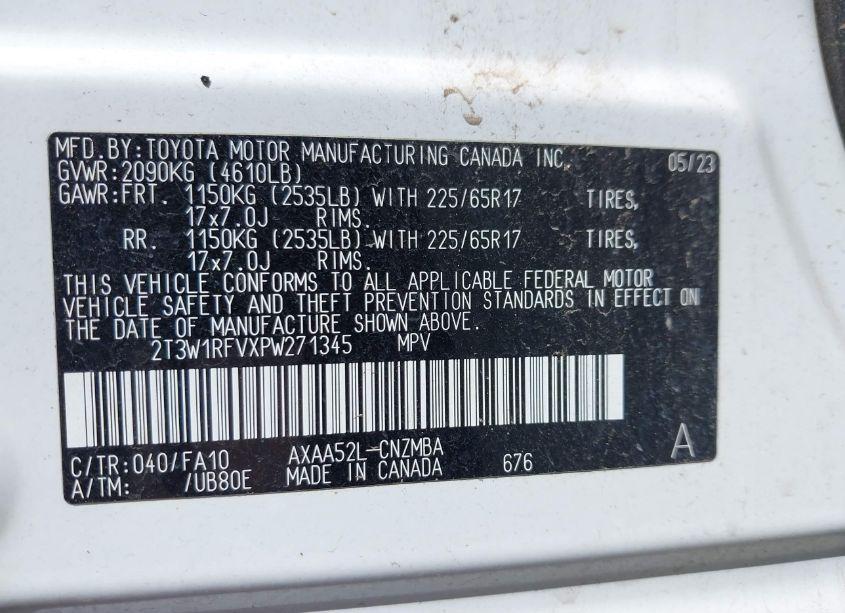 MFD.BY:TOYOTA MOTOR MANUFACTURING CANADA INC. 05/23
GVWR:2090KG (4610LB)
GAWR:FRT. 1150KG (2535LB) WITH 225/65R17 TIRES,
17x7.0J RIMS.
RR. 1150KG (2535LB) WITH 225/65R17 TIRES,
17x7.0J RIMS.
THIS VEHICLE CONFORMS TO ALL APPLICABLE FEDERAL MOTOR
VEHICLE SAFETY AND THEFT PREVENTION STANDARDS IN EFFECT ON
THE DATE OF MANUFACTURE SHOWN ABOVE.
2T3W1RFVXPW271345 MPV
C/TR:040/FA10 AXAA52L-CNZMBA 676 A
A/TM: /UB80E MADE IN CANADA